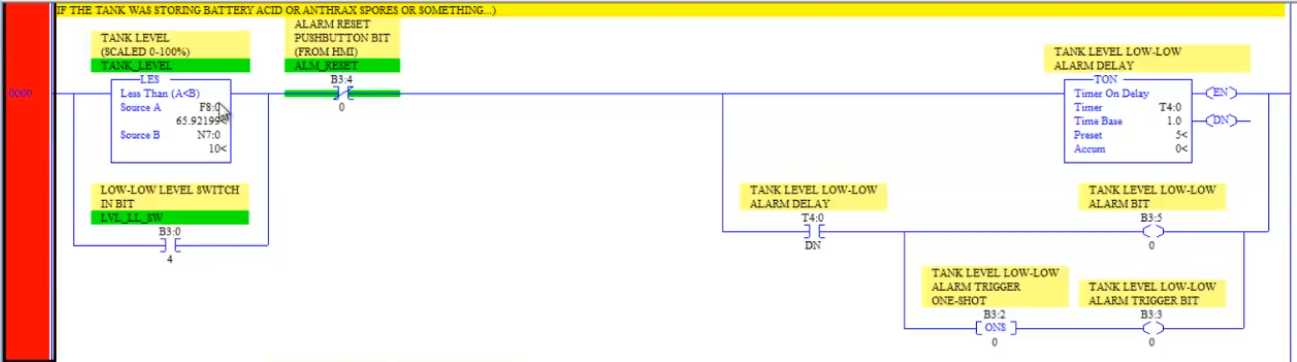 IF THE TANK WAS STORING BATTERY ACID OR ANTHRAX SPORES OR SOMETHING...)
TANK LEVEL
(SCALED 0-100%)
TANK_LEVEL
LES
Less Than (A<B)
Source A F8:0
65.92199<
Source B N7:0
10<
0000
ALARM RESET
PUSHBUTTON BIT
(FROM HMI)
ALM_RESET
B3:4
0
TANK LEVEL LOW-LOW
ALARM DELAY
TON
Timer On Delay
Timer T4:0
Time Base 1.0
Preset 5<
Accum 0<
EN
DN
LOW-LOW LEVEL SWITCH
IN BIT
LVL_LL_SW
B3:0
4
TANK LEVEL LOW-LOW
ALARM DELAY
T4:0
DN
TANK LEVEL LOW-LOW
ALARM BIT
B3:5
0
TANK LEVEL LOW-LOW
ALARM TRIGGER
ONE-SHOT
B3:2
ONS
0
TANK LEVEL LOW-LOW
ALARM TRIGGER BIT
B3:3
0